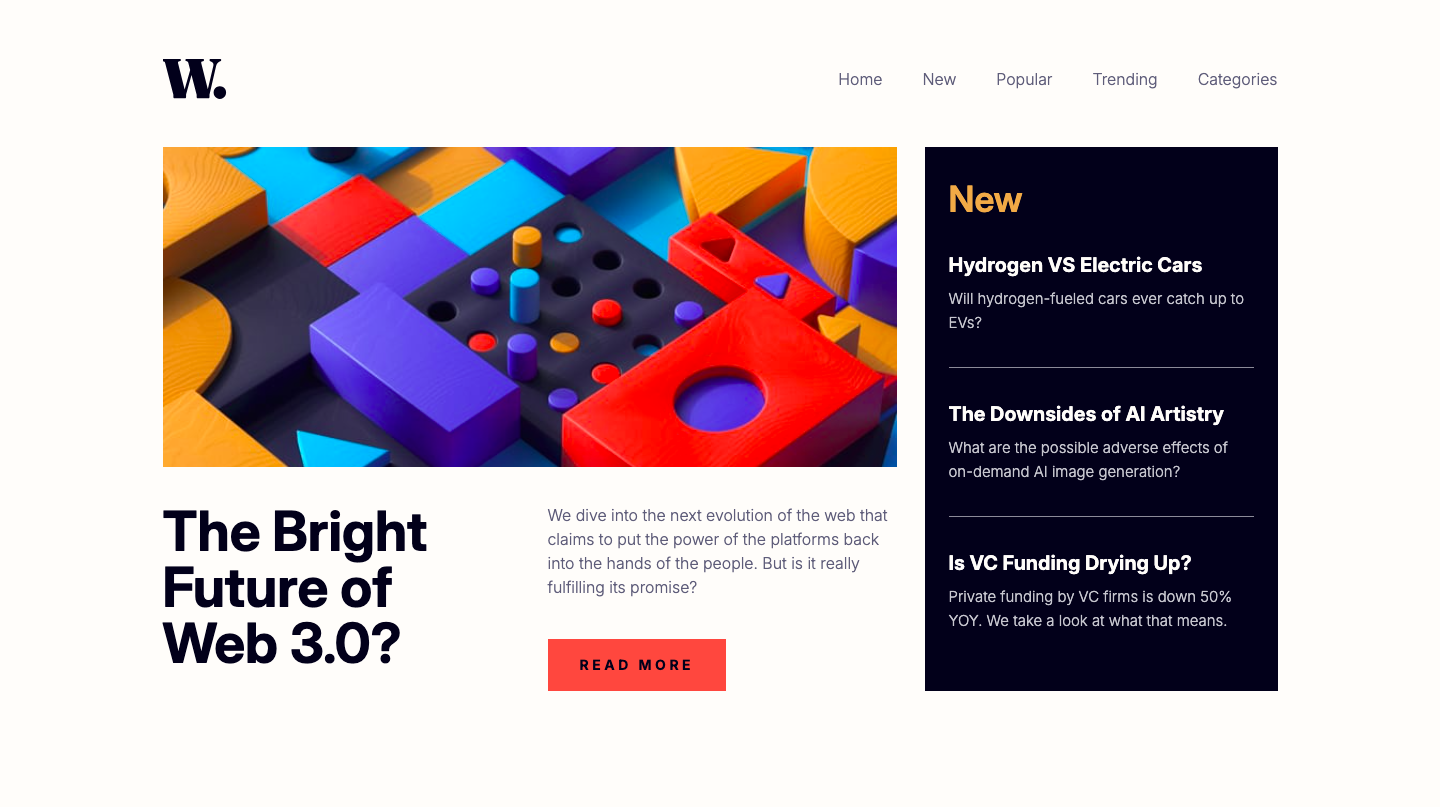 W.
Home New Popular Trending Categories
New
Hydrogen VS Electric Cars
Will hydrogen-fueled cars ever catch up to
EVs?
The Downsides of AI Artistry
What are the possible adverse effects of
on-demand AI image generation?
Is VC Funding Drying Up?
Private funding by VC firms is down 50%
YOY. We take a look at what that means.
The Bright
Future of
Web 3.0?
We dive into the next evolution of the web that
claims to put the power of the platforms back
into the hands of the people. But is it really
fulfilling its promise?
READ MORE